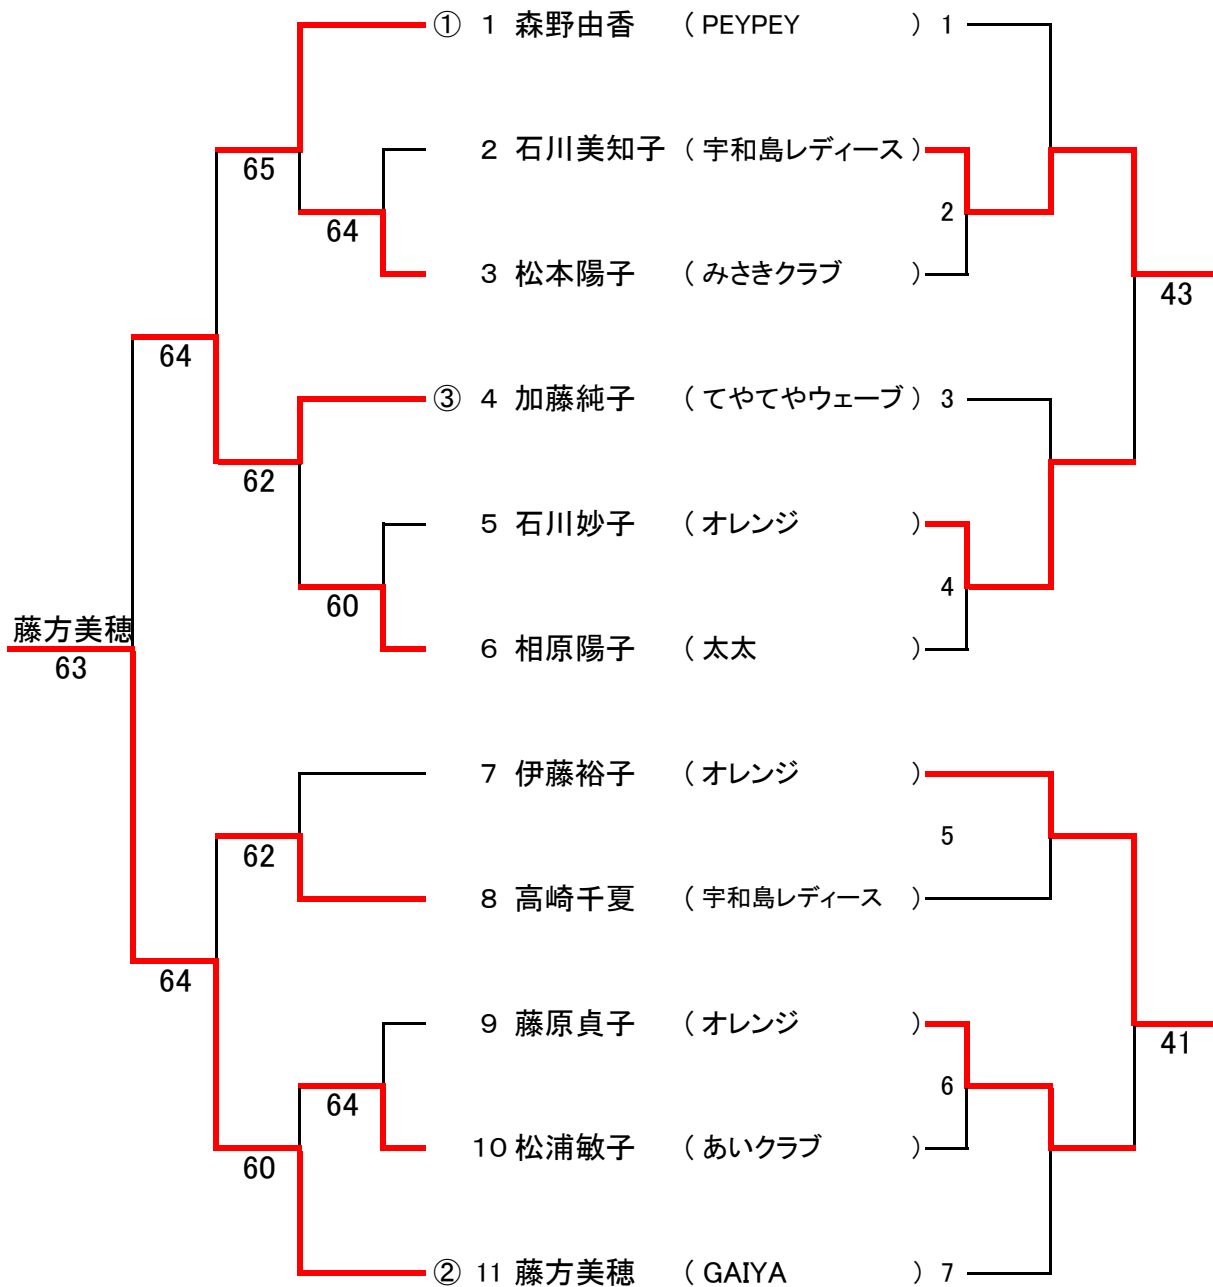 ① 1 森野由香 ( PEYPEY ) 1
2 石川美知子 ( 宇和島レディース )
65
2
64
3 松本陽子 ( みさきクラブ )
43
64
③ 4 加藤純子 ( てやてやウェーブ ) 3
62
5 石川妙子 ( オレンジ )
4
60
藤方美穂
6 相原陽子 ( 太太 )
63
7 伊藤裕子 ( オレンジ )
5
62
8 高崎千夏 ( 宇和島レディース )
64
9 藤原貞子 ( オレンジ )
41
6
64
10 松浦敏子 ( あいクラブ )
60
② 11 藤方美穂 ( GAIYA ) 7